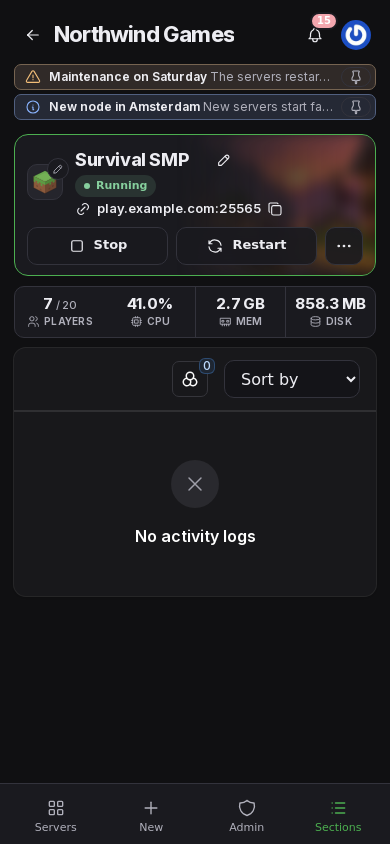 Northwind Games
15
Maintenance on Saturday The servers restar...
New node in Amsterdam New servers start fa...
Survival SMP
Running
play.example.com:25565
Stop
Restart
7 / 20
PLAYERS
41.0%
CPU
2.7 GB
MEM
858.3 MB
DISK
0
Sort by
No activity logs
Servers
New
Admin
Sections